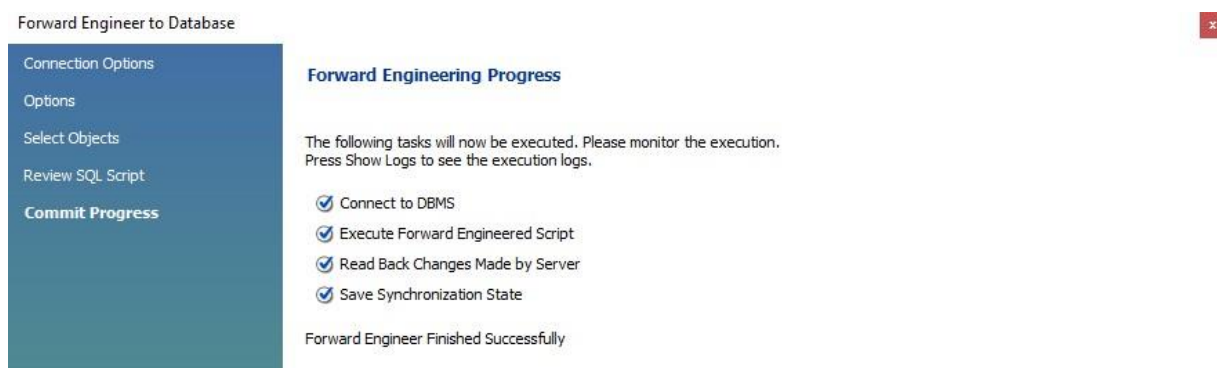 Forward Engineer to Database
x
Connection Options
Options
Select Objects
Review SQL Script
Commit Progress
Forward Engineering Progress
The following tasks will now be executed. Please monitor the execution.
Press Show Logs to see the execution logs.
Connect to DBMS
Execute Forward Engineered Script
Read Back Changes Made by Server
Save Synchronization State
Forward Engineer Finished Successfully